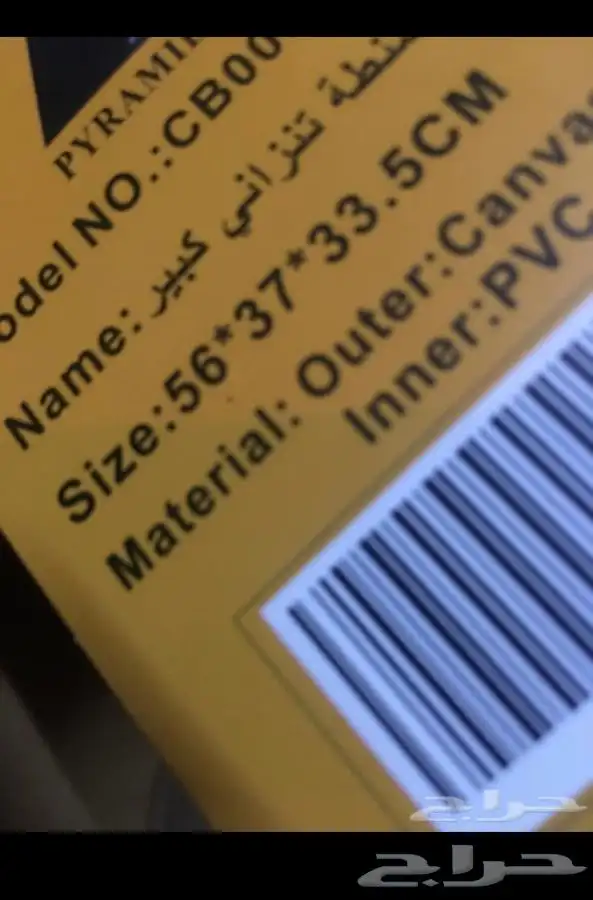 PYRAMI
odel NO.:CB00
Name: شنطة تنزاني كبير
Size:56*37*33.5CM
Material: Outer:Canvas
Inner:PVC
حراج
حراج